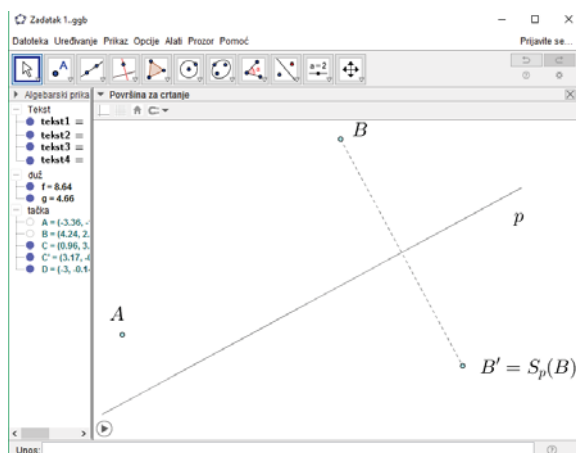 Zadatak 1..ggb
Datoteka Uređivanje Prikaz Opcije Alati Prozor Pomoć
Prijavite se...
a=2
Algebarski prika
Površina za crtanje
Tekst
tekst1 =
tekst2 =
tekst3 =
tekst4 =
duž
f = 8.64
g = 4.66
tačka
A = (-3.36, -
B = (4.24, 2.
C = (0.96, 3.
C' = (3.17, -
D = (-3, -0.1
B
p
A
B′ = S_p(B)
Unos: